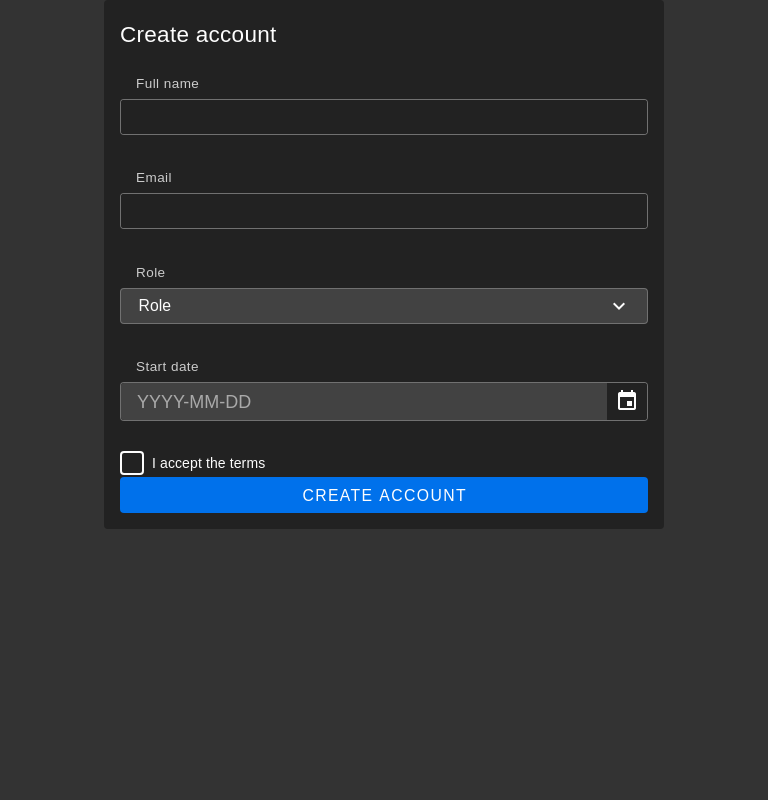 Create account
Full name
Email
Role
Role
Start date
YYYY-MM-DD
I accept the terms
CREATE ACCOUNT